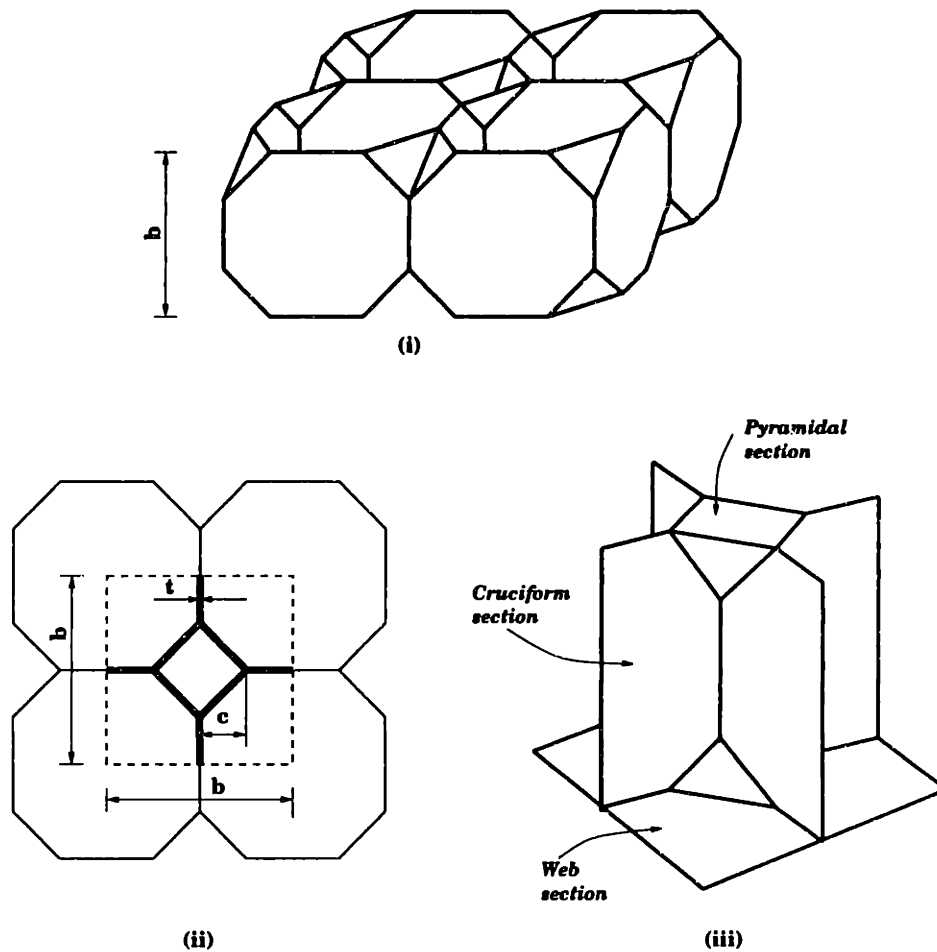 b
(i)
Pyramidal
section
t
b
c
b
Cruciform
section
Web
section
(ii)
(iii)